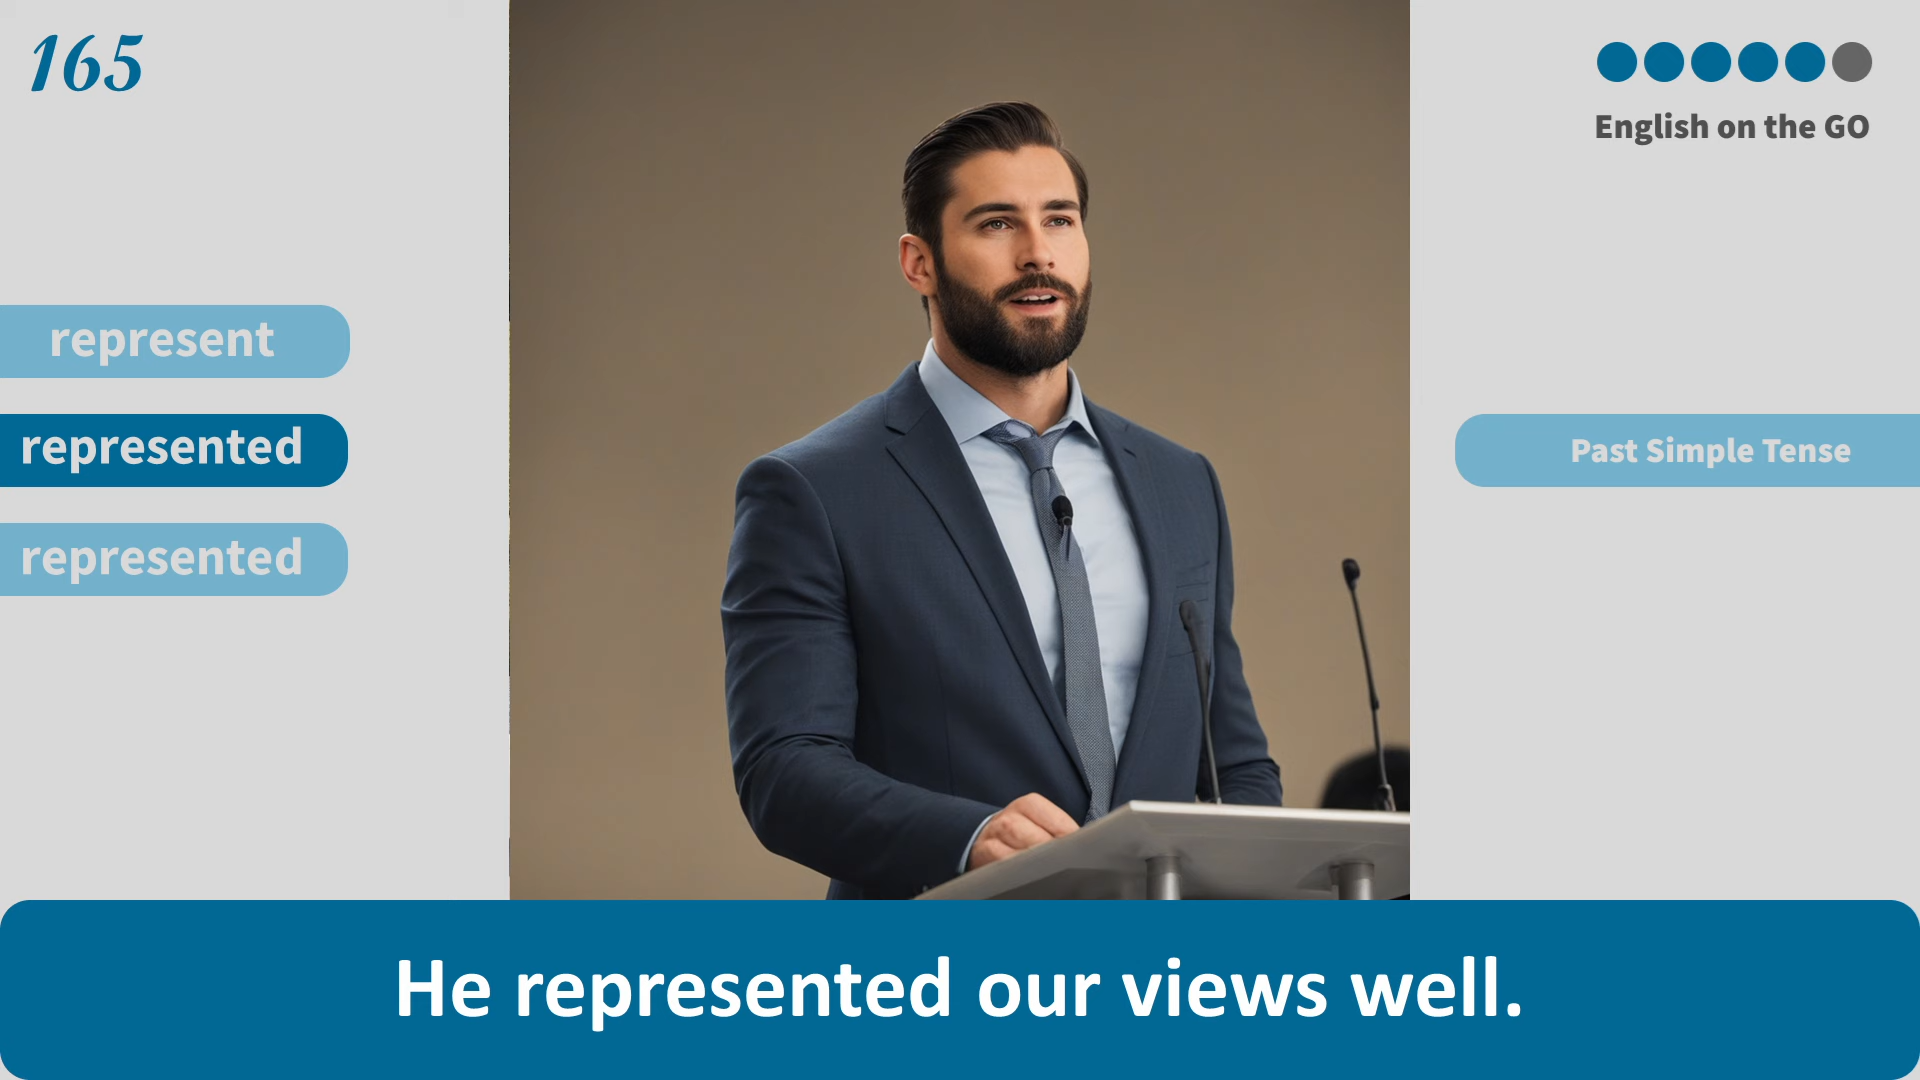 165
English on the GO
represent
represented
represented
Past Simple Tense
He represented our views well.